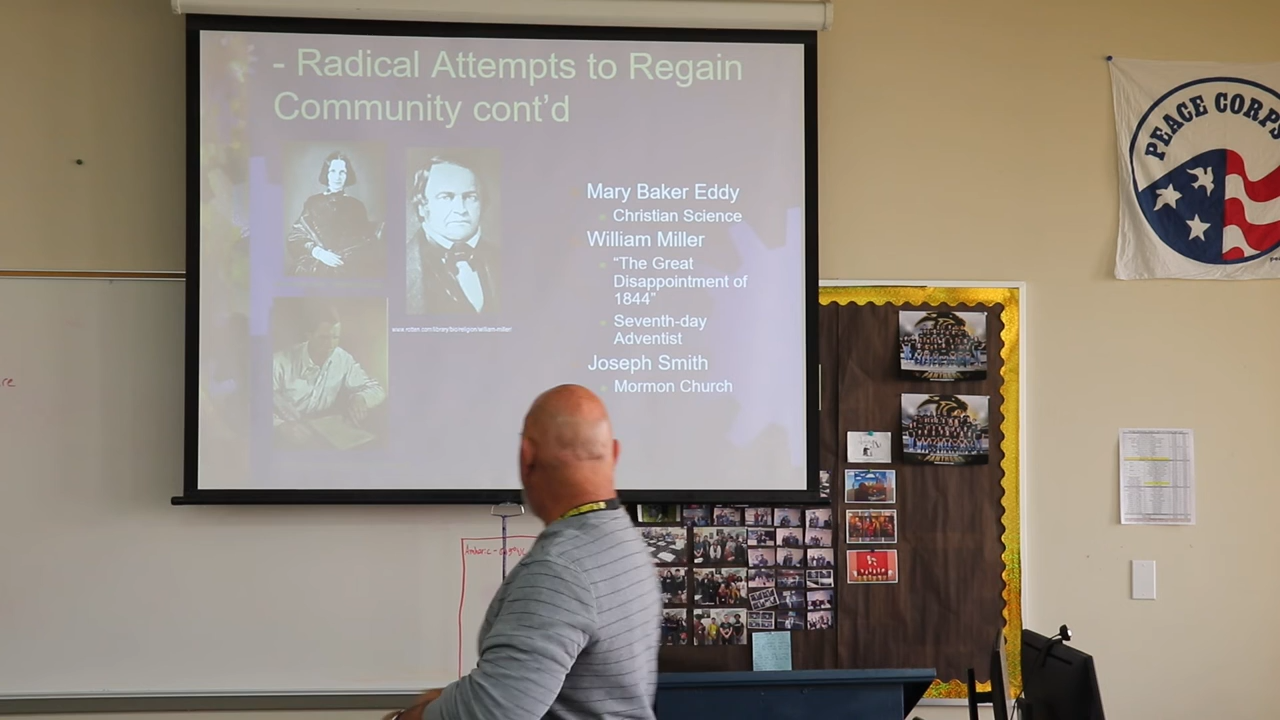 - Radical Attempts to Regain
Community cont'd
Mary Baker Eddy
Christian Science
William Miller
"The Great
Disappointment of
1844"
Seventh-day
Adventist
Joseph Smith
Mormon Church
PEACE CORPS
PANTHERS